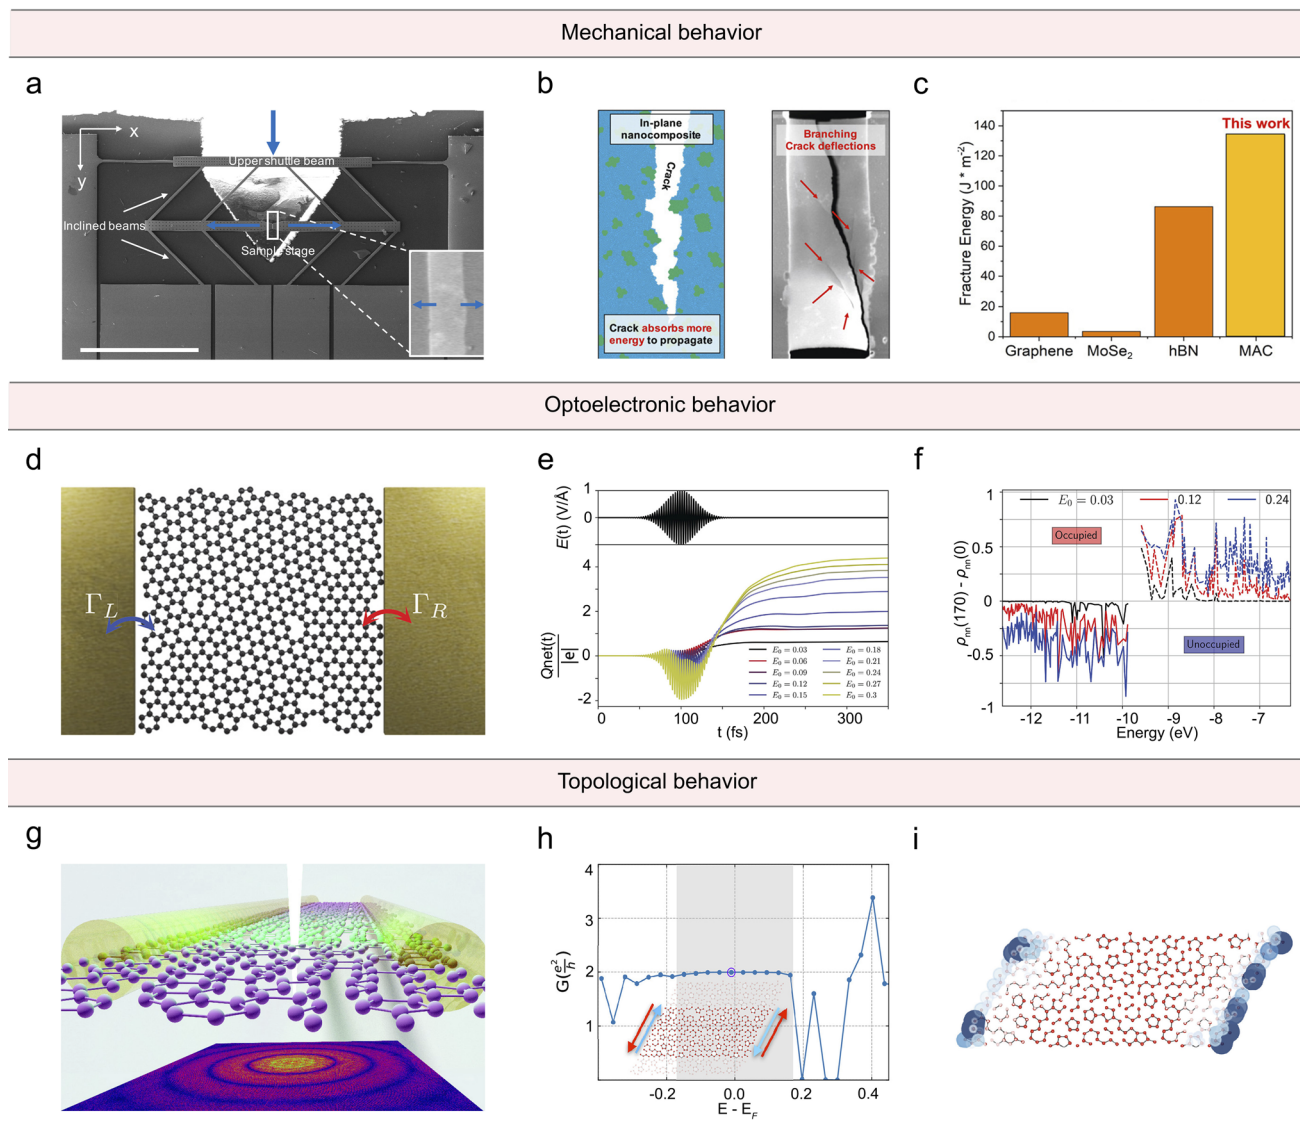 Mechanical behavior
a
x
y
Upper shuttle beam
Inclined beams
Sample stage
b
In-plane
nanocomposite
Crack
Crack absorbs more
energy to propagate
Branching
Crack deflections
c
This work
Fracture Energy (J * m⁻²)
140
120
100
80
60
40
20
0
Graphene MoSe₂ hBN MAC
Optoelectronic behavior
d
Γ_L
Γ_R
e
E(t) (V/Å)
1
0
Qnet(t)
|e|
4
2
0
-2
E₀ = 0.03 E₀ = 0.18
E₀ = 0.06 E₀ = 0.21
E₀ = 0.09 E₀ = 0.24
E₀ = 0.12 E₀ = 0.27
E₀ = 0.15 E₀ = 0.3
0 100 200 300
t (fs)
f
ρₙₙ(170) - ρₙₙ(0)
1
0.5
0
-0.5
-1
E₀ = 0.03 0.12 0.24
Occupied
Unoccupied
-12 -11 -10 -9 -8 -7
Energy (eV)
Topological behavior
g
h
G(e²/h)
4
3
2
1
-0.2 0.0 0.2 0.4
E - E_F
i